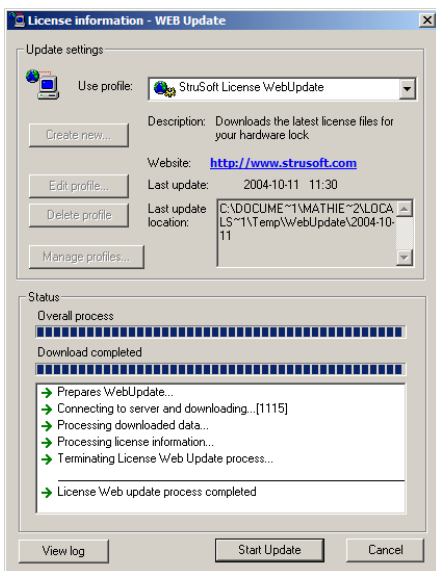 License information - WEB Update
Update settings
Use profile:
StruSoft License WebUpdate
Create new...
Description: Downloads the latest license files for
your hardware lock
Website: http://www.strusoft.com
Edit profile...
Last update: 2004-10-11 11:30
Delete profile
Last update
location:
C:\DOCUME~1\MATHIE~2\LOCA
LS~1\Temp\WebUpdate\2004-10-
11
Manage profiles...
Status
Overall process
Download completed
Prepares WebUpdate...
Connecting to server and downloading...[1115]
Processing downloaded data...
Processing license information...
Terminating License Web Update process...
License Web update process completed
View log
Start Update
Cancel